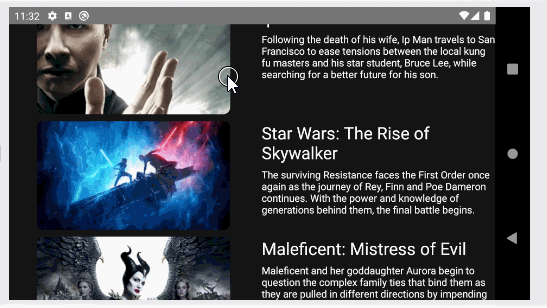 11:32
Following the death of his wife, Ip Man travels to San
Francisco to ease tensions between the local kung
fu masters and his star student, Bruce Lee, while
searching for a better future for his son.
Star Wars: The Rise of
Skywalker
The surviving Resistance faces the First Order once
again as the journey of Rey, Finn and Poe Dameron
continues. With the power and knowledge of
generations behind them, the final battle begins.
Maleficent: Mistress of Evil
Maleficent and her goddaughter Aurora begin to
question the complex family ties that bind them as
they are pulled in different directions by impending